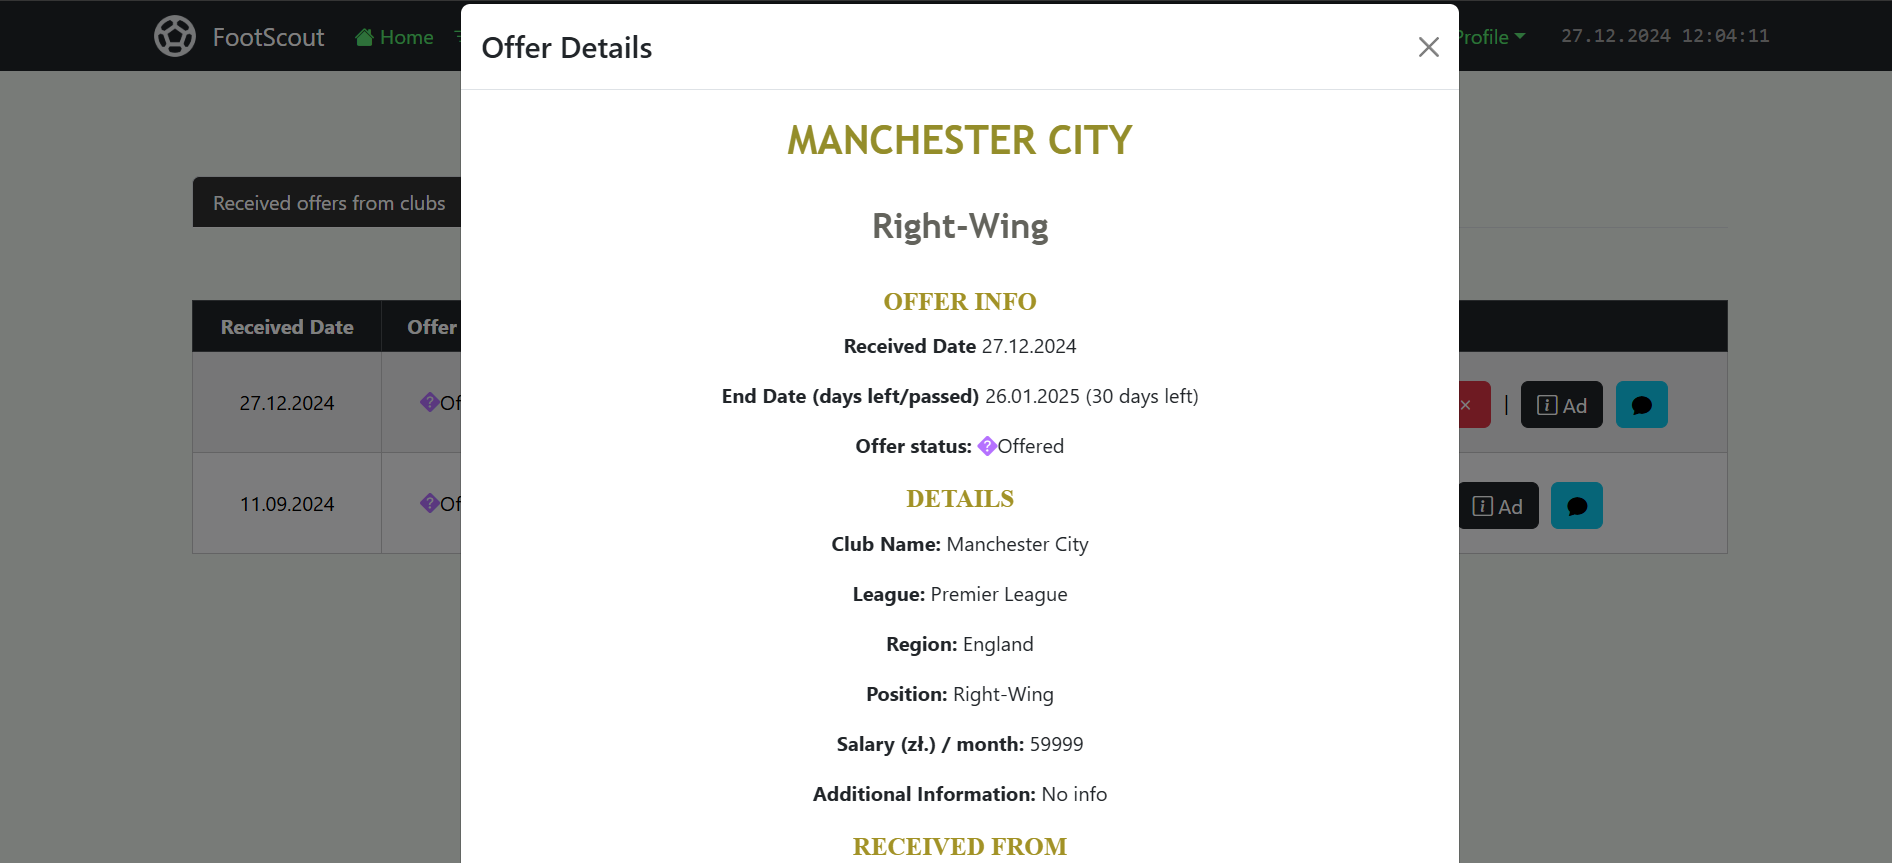 FootScout Home
Profile 27.12.2024 12:04:11
Offer Details
MANCHESTER CITY
Right-Wing
OFFER INFO
Received Date 27.12.2024
End Date (days left/passed) 26.01.2025 (30 days left)
Offer status: Offered
DETAILS
Club Name: Manchester City
League: Premier League
Region: England
Position: Right-Wing
Salary (zł.) / month: 59999
Additional Information: No info
RECEIVED FROM
Received offers from clubs
Received Date Offer
27.12.2024 Of
| Ad
11.09.2024 Of
Ad